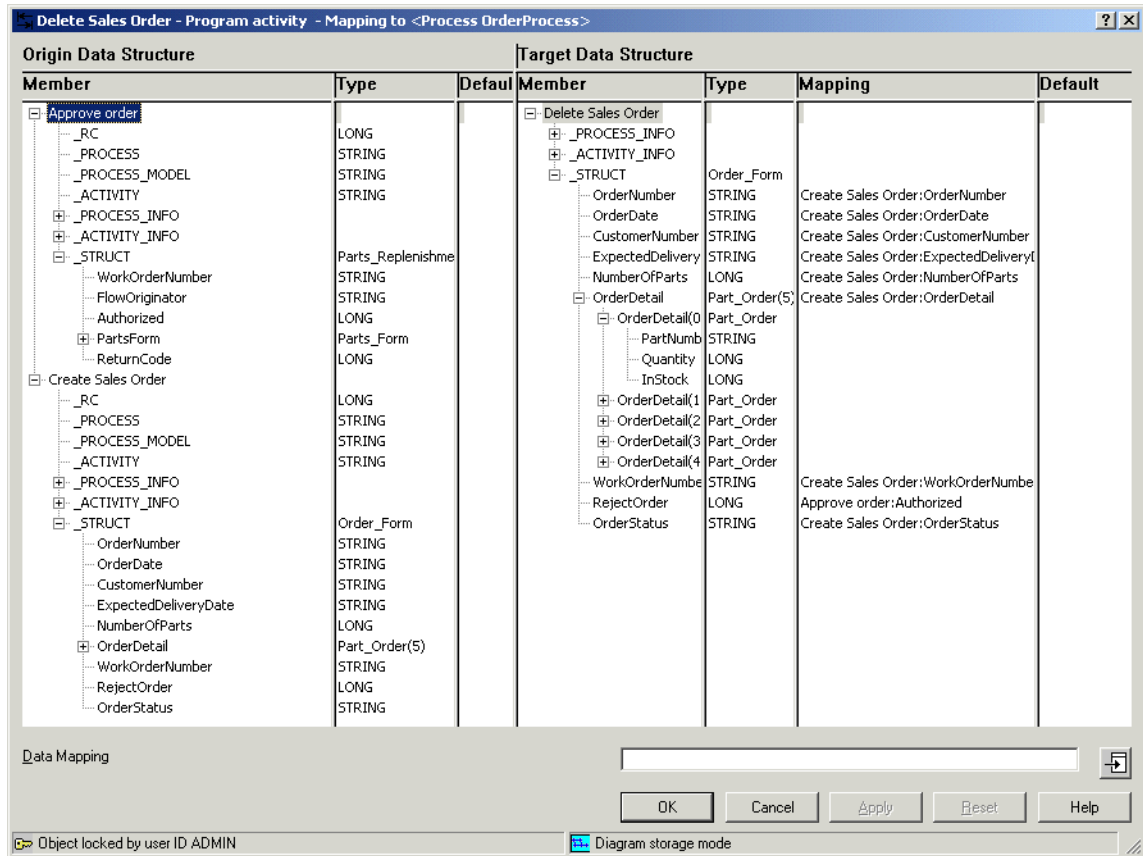 Delete Sales Order - Program activity - Mapping to <Process OrderProcess>
Origin Data Structure Target Data Structure
Member Type Defaul Member Type Mapping Default
Approve order Delete Sales Order
_RC LONG _PROCESS_INFO
_PROCESS STRING _ACTIVITY_INFO
_PROCESS_MODEL STRING _STRUCT Order_Form
_ACTIVITY STRING OrderNumber STRING Create Sales Order:OrderNumber
_PROCESS_INFO OrderDate STRING Create Sales Order:OrderDate
_ACTIVITY_INFO CustomerNumber STRING Create Sales Order:CustomerNumber
_STRUCT Parts_Replenishme ExpectedDelivery STRING Create Sales Order:ExpectedDelivery
WorkOrderNumber STRING NumberOfParts LONG Create Sales Order:NumberOfParts
FlowOriginator STRING OrderDetail Part_Order(5) Create Sales Order:OrderDetail
Authorized LONG OrderDetail(0 Part_Order
PartsForm Parts_Form PartNumb STRING
ReturnCode LONG Quantity LONG
Create Sales Order InStock LONG
_RC LONG OrderDetail(1 Part_Order
_PROCESS STRING OrderDetail(2 Part_Order
_PROCESS_MODEL STRING OrderDetail(3 Part_Order
_ACTIVITY STRING OrderDetail(4 Part_Order
_PROCESS_INFO WorkOrderNumbe STRING Create Sales Order:WorkOrderNumbe
_ACTIVITY_INFO RejectOrder LONG Approve order:Authorized
_STRUCT Order_Form OrderStatus STRING Create Sales Order:OrderStatus
OrderNumber STRING
OrderDate STRING
CustomerNumber STRING
ExpectedDeliveryDate STRING
NumberOfParts LONG
OrderDetail Part_Order(5)
WorkOrderNumber STRING
RejectOrder LONG
OrderStatus STRING
Data Mapping
OK Cancel Apply Reset Help
Object locked by user ID ADMIN Diagram storage mode